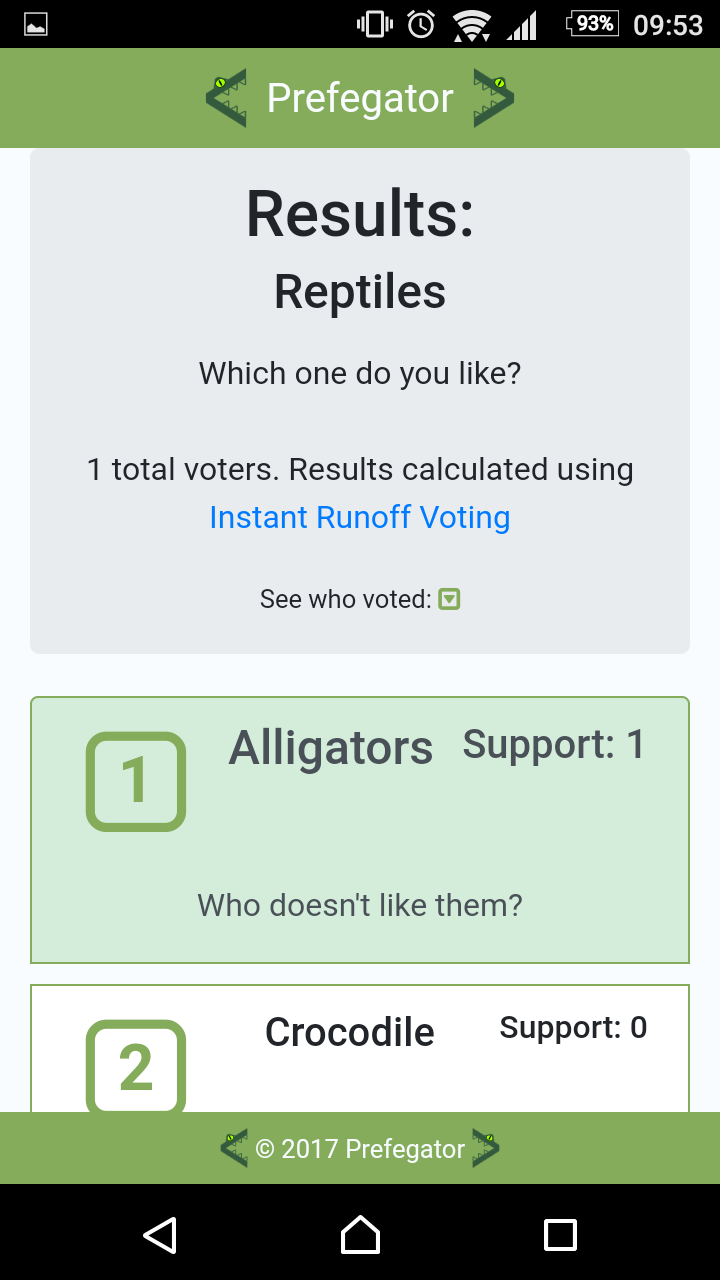 93% 09:53
Prefegator
Results:
Reptiles
Which one do you like?
1 total voters. Results calculated using
Instant Runoff Voting
See who voted:
1 Alligators Support: 1
Who doesn't like them?
2 Crocodile Support: 0
© 2017 Prefegator